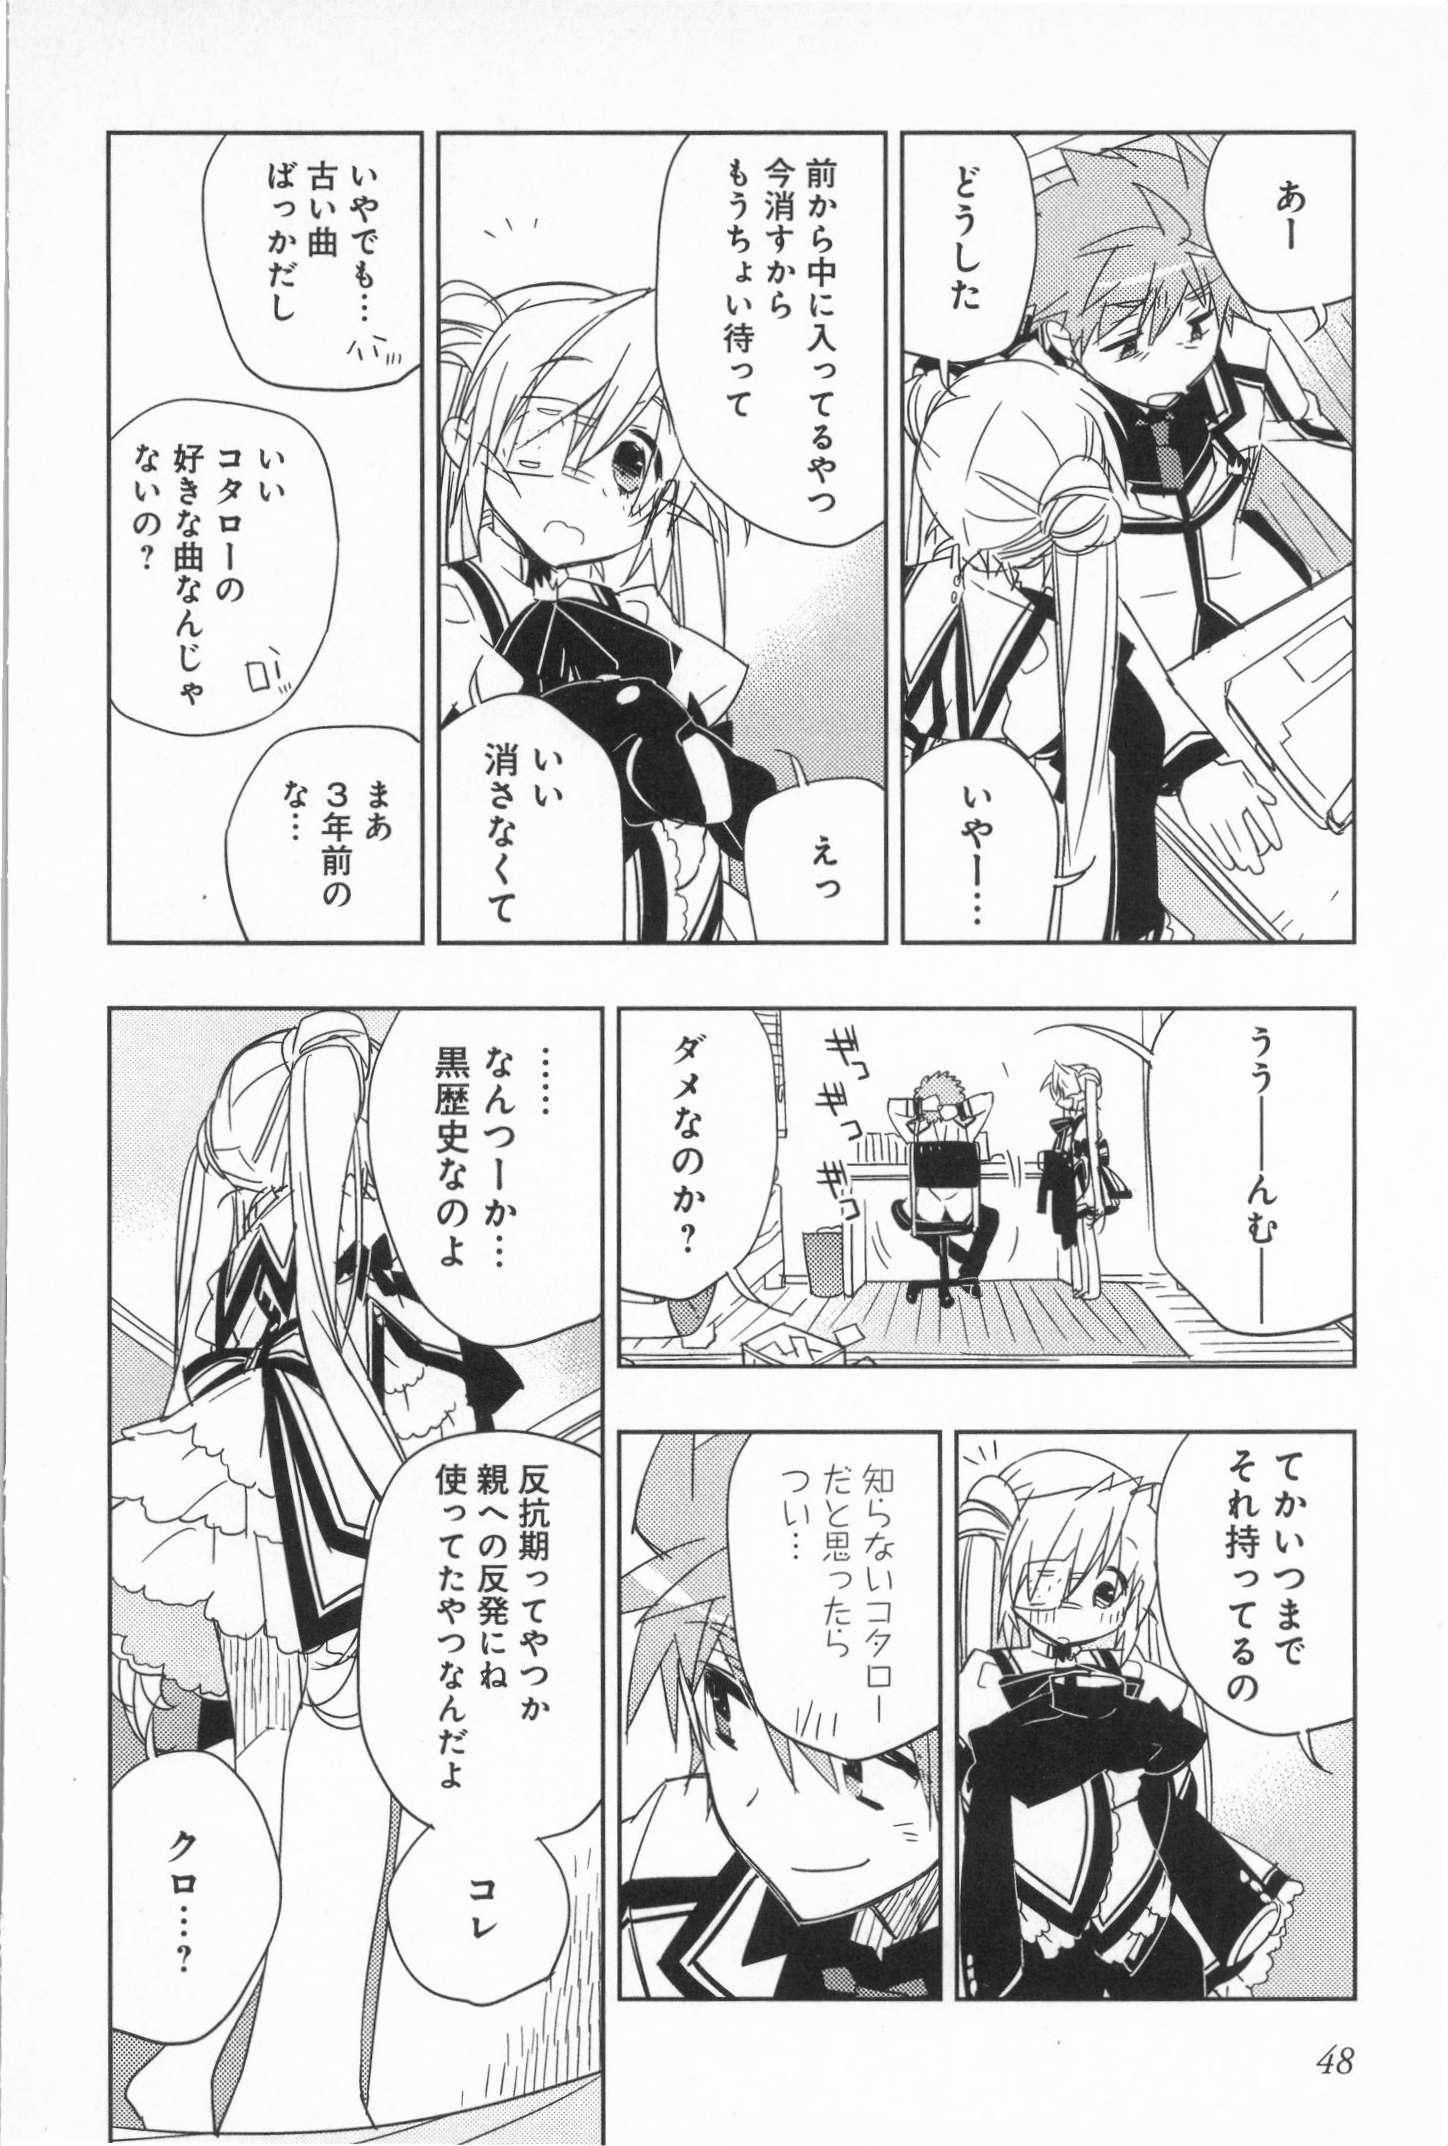 あー
どうした
いやー…
前から中に入ってるやつ
今消すから
もうちょい待って
えっ
いい
消さなくて
いやでも…
古い曲
ばっかだし
いい
コタローの
好きな曲なんじゃ
ないの？
まあ
３年前の
な…
うう――んむ――
ギッ
ギッ
ギコ
ダメなのか？
てかいつまで
それ持ってるの
知らないコタロー
だと思ったら
つい…
……
なんつーか…
黒歴史なのよ
反抗期ってやつか
親への反発にね
使ってたやつなんだよ
コレ
クロ…？
48